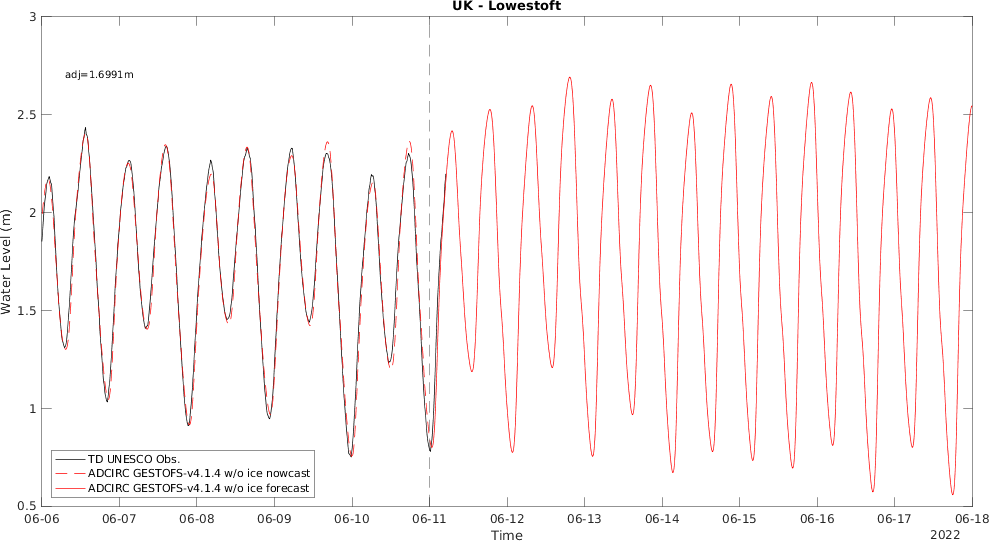 UK - Lowestoft
3
adj=1.6991m
2.5
2
Water Level (m)
1.5
1
TD UNESCO Obs.
ADCIRC GESTOFS-v4.1.4 w/o ice nowcast
ADCIRC GESTOFS-v4.1.4 w/o ice forecast
0.5
06-06 06-07 06-08 06-09 06-10 06-11 06-12 06-13 06-14 06-15 06-16 06-17 06-18
Time
2022